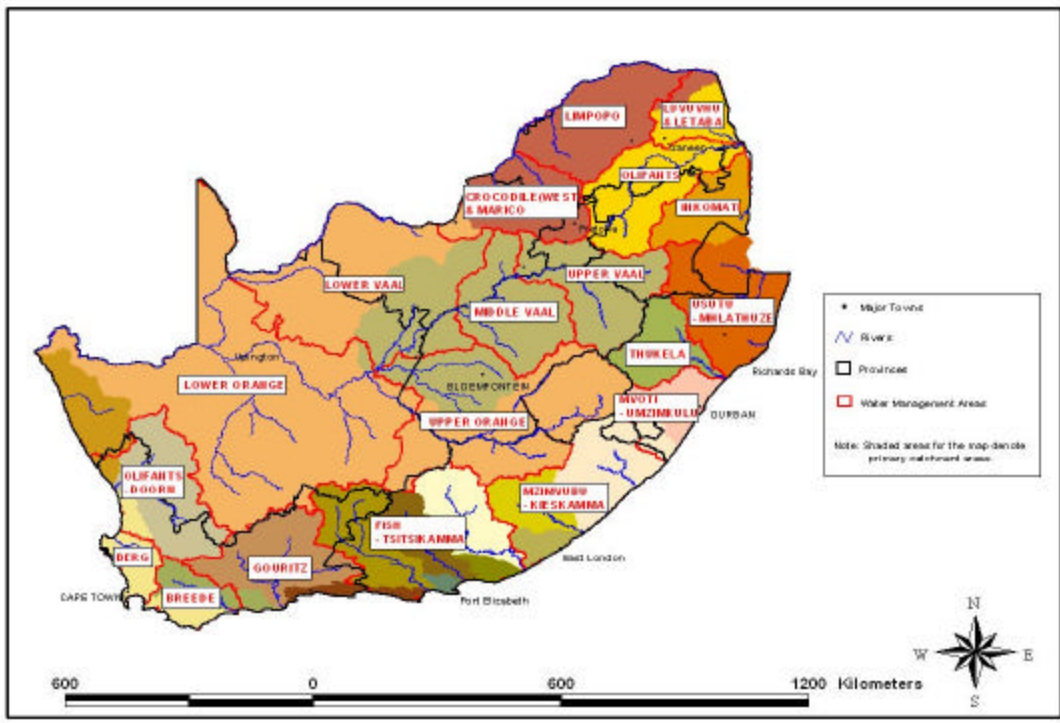 LIMPOPO
LUVUVHU
& LETABA
OLIFANTS
CROCODILE(WEST)
& MARICO
INKOMATI
LOWER VAAL
UPPER VAAL
MIDDLE VAAL
USUTU
- MHLATHUZE
THUKELA
Richards Bay
Upington
LOWER ORANGE
BLOEMFONTEIN
UPPER ORANGE
MVOTI
- UMZIMKULU
DURBAN
OLIFANTS
- DOORN
MZIMVUBU
- KIESKAMMA
FISH
- TSITSIKAMMA
East London
BERG
GOURITZ
CAPE TOWN
BREEDE
Port Elizabeth
Major Towns
Rivers
Provinces
Water Management Areas
Note: Shaded areas for the map denote
primary catchment areas.
N
W E
S
600 0 600 1200 Kilometers